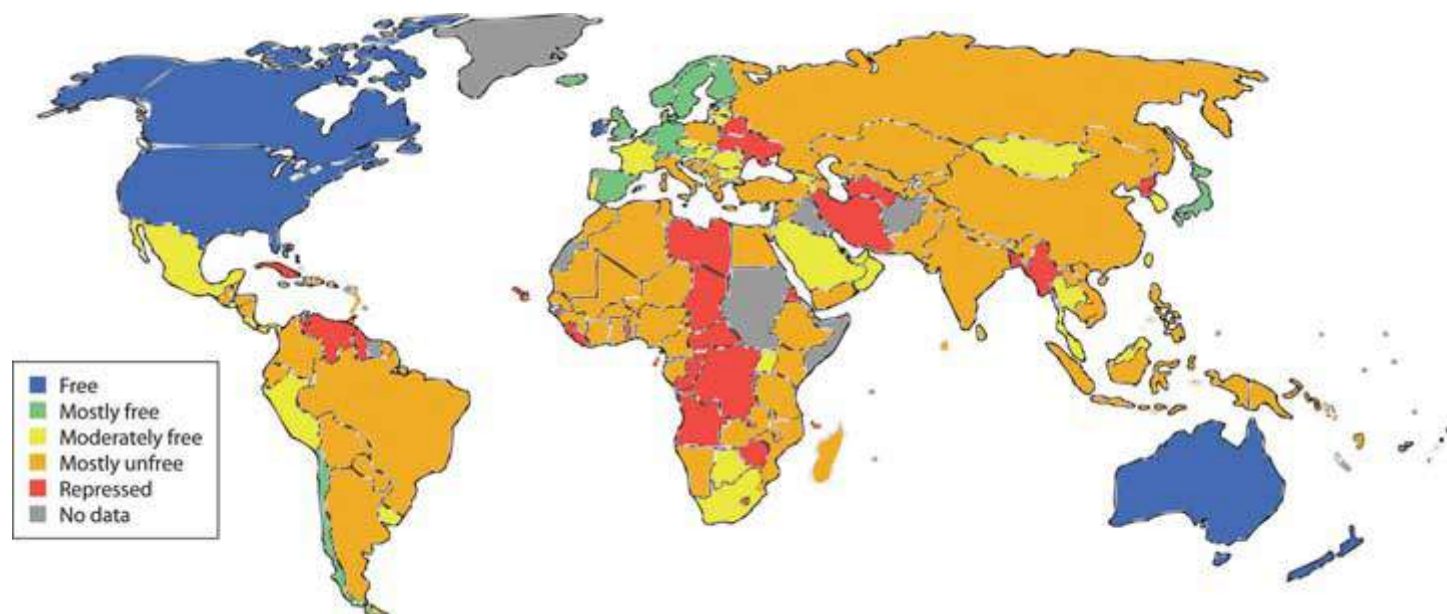 Free
Mostly free
Moderately free
Mostly unfree
Repressed
No data